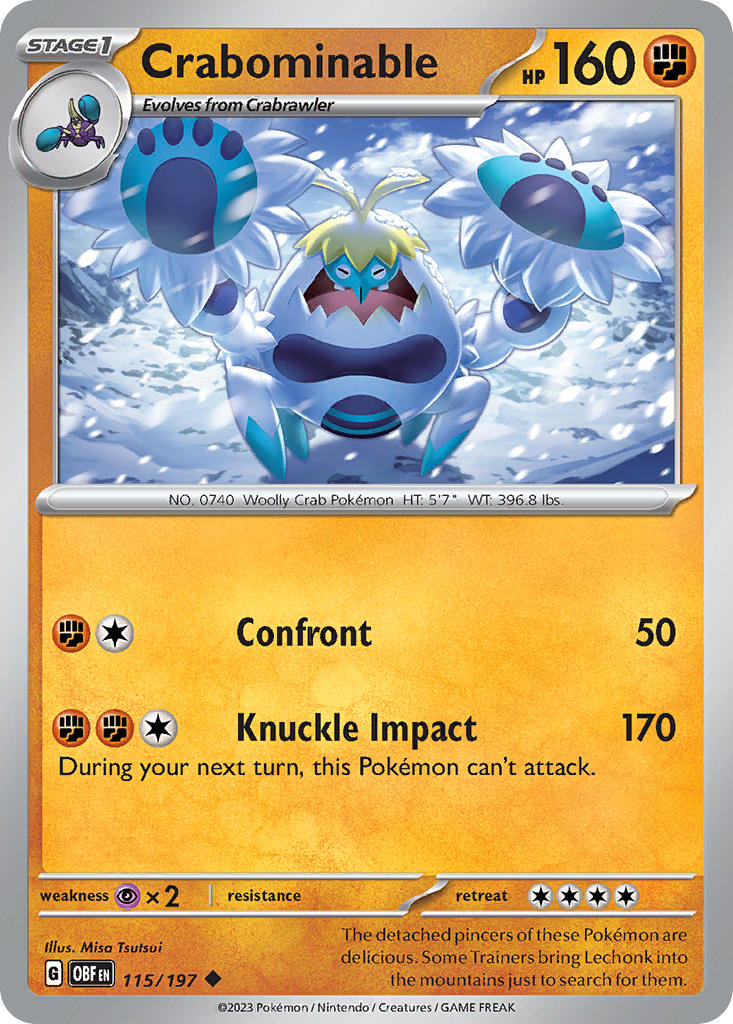 STAGE1
Crabominable
HP 160
Evolves from Crabrawler
NO. 0740 Woolly Crab Pokémon HT: 5'7" WT: 396.8 lbs.
Confront 50
Knuckle Impact 170
During your next turn, this Pokémon can't attack.
weakness ×2 resistance retreat
Illus. Misa Tsutsui
The detached pincers of these Pokémon are
delicious. Some Trainers bring Lechonk into
the mountains just to search for them.
G OBF EN 115/197
©2023 Pokémon / Nintendo / Creatures / GAME FREAK